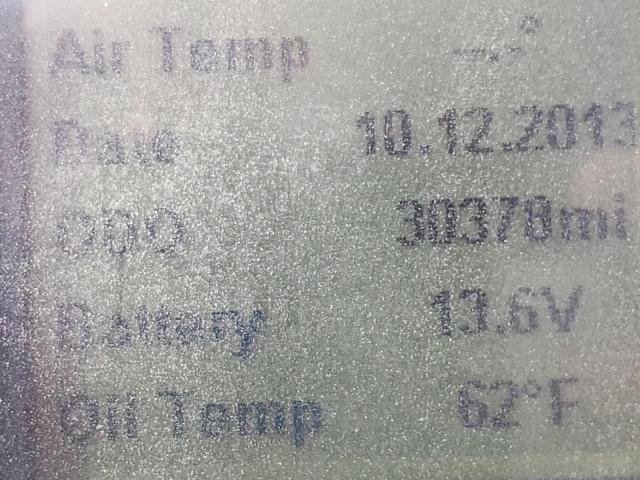 Air Temp --.-°
Date 10.12.2013
ODO 30378mi
Battery 13.6V
Oil Temp 62°F